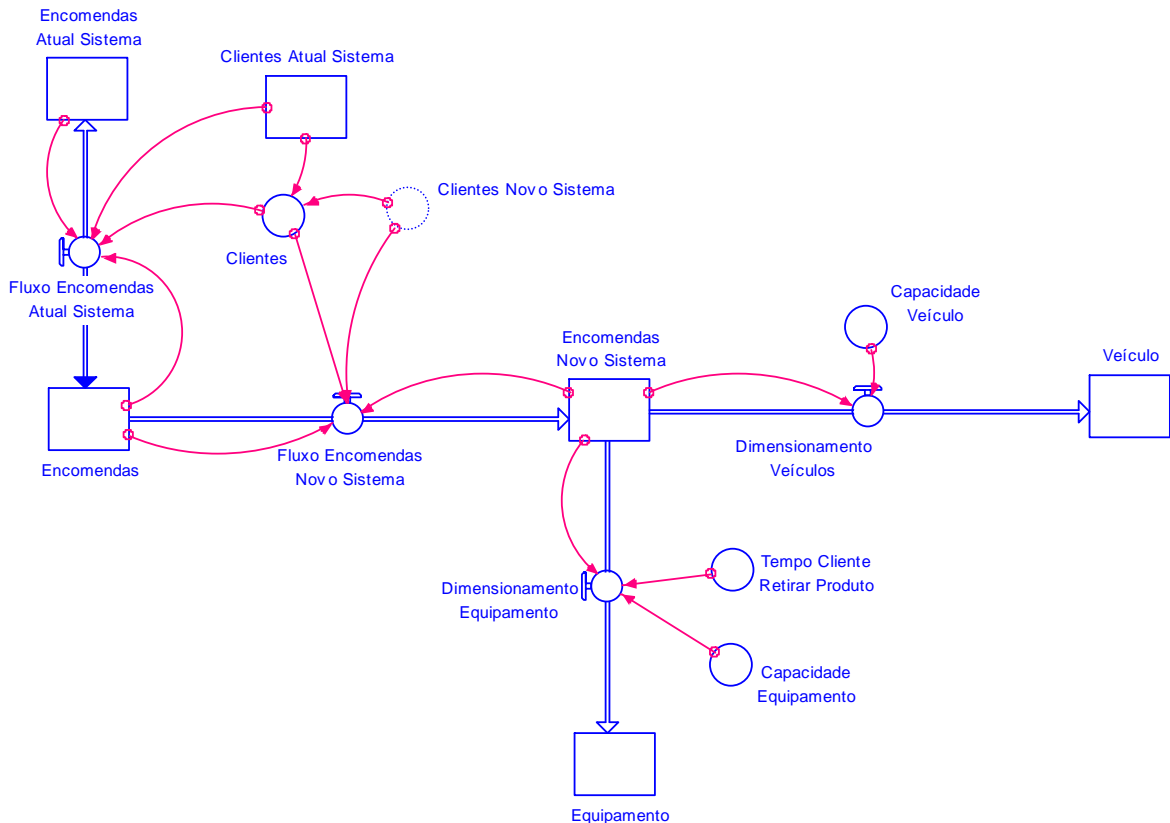 Encomendas
Atual Sistema
Clientes Atual Sistema
Clientes Novo Sistema
Clientes
Fluxo Encomendas
Atual Sistema
Capacidade
Veículo
Encomendas
Novo Sistema
Veículo
Encomendas
Fluxo Encomendas
Novo Sistema
Dimensionamento
Veículos
Tempo Cliente
Retirar Produto
Dimensionamento
Equipamento
Capacidade
Equipamento
Equipamento